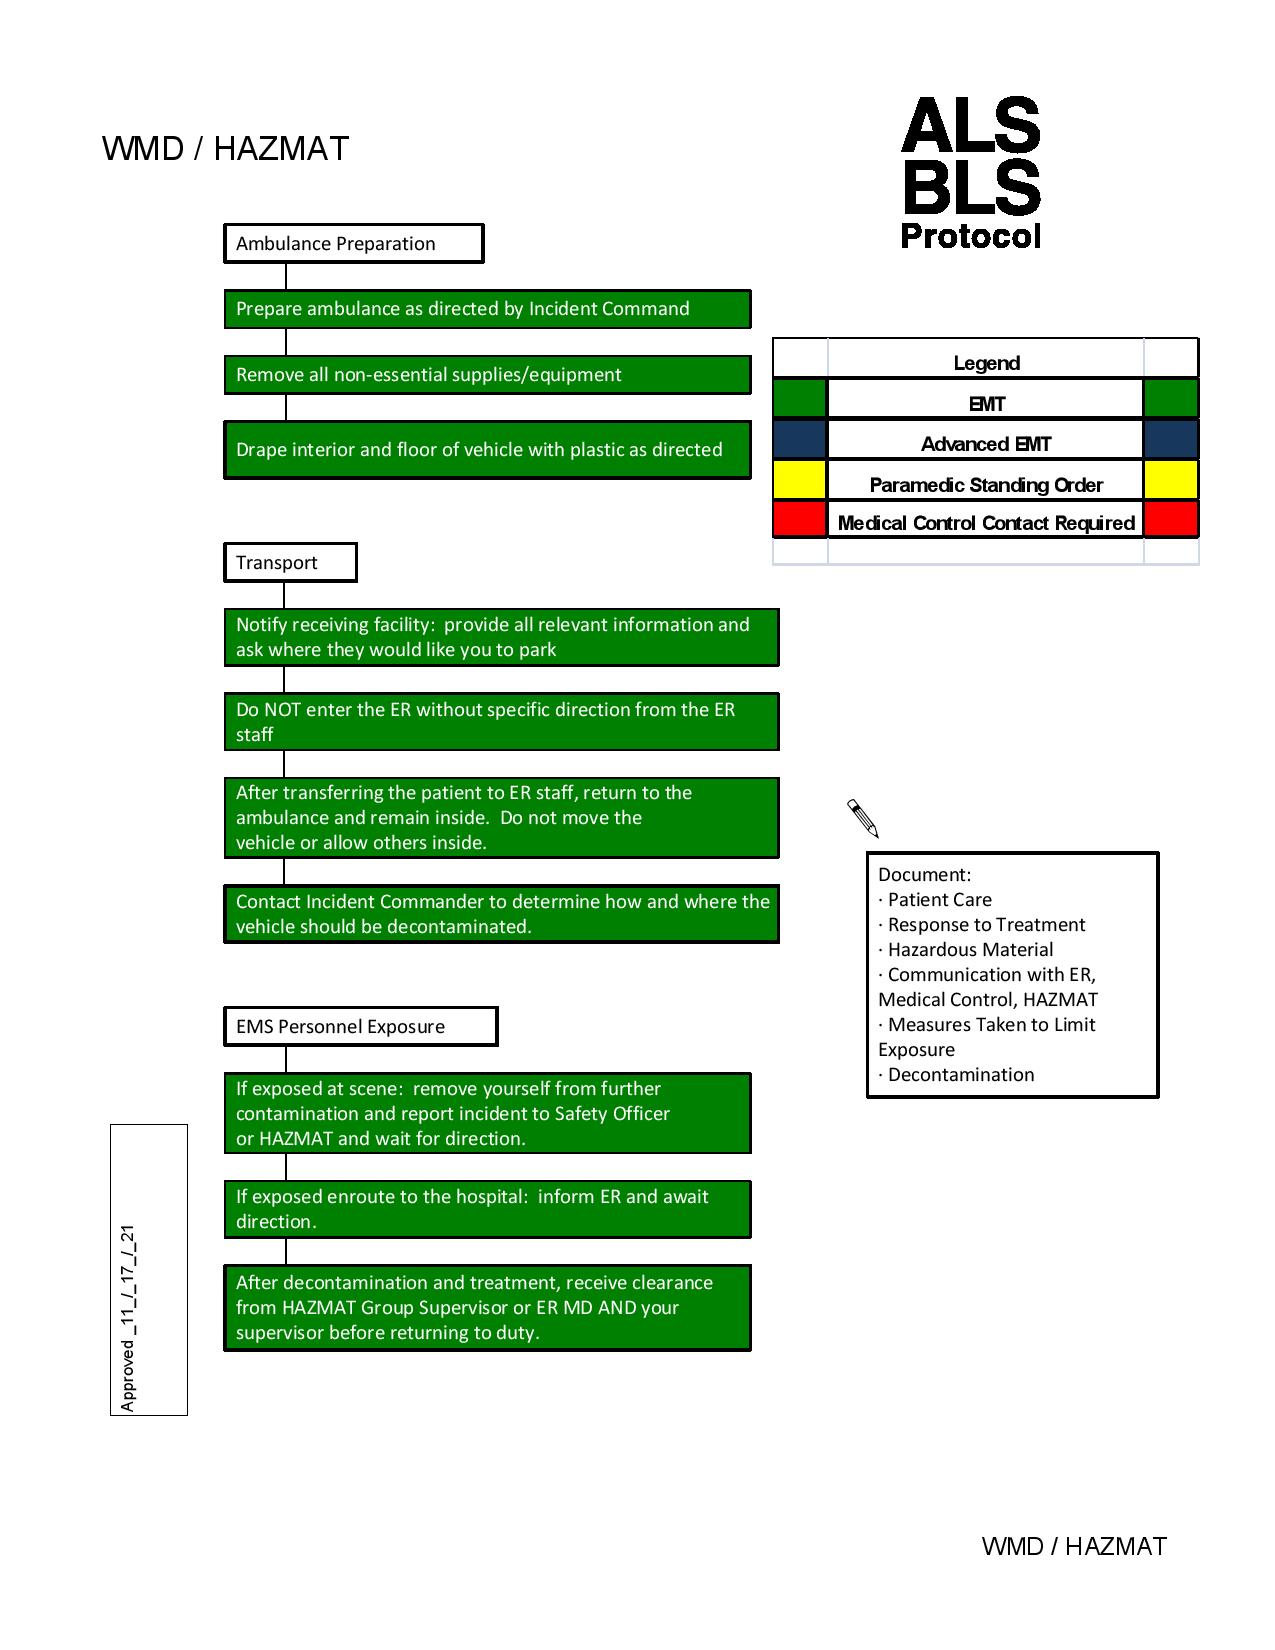 WMD / HAZMAT
ALS
BLS
Protocol
Ambulance Preparation
Prepare ambulance as directed by Incident Command
Remove all non-essential supplies/equipment
Drape interior and floor of vehicle with plastic as directed
Legend
EMT
Advanced EMT
Paramedic Standing Order
Medical Control Contact Required
Transport
Notify receiving facility:  provide all relevant information and
ask where they would like you to park
Do NOT enter the ER without specific direction from the ER
staff
After transferring the patient to ER staff, return to the
ambulance and remain inside.  Do not move the
vehicle or allow others inside.
Contact Incident Commander to determine how and where the
vehicle should be decontaminated.
Document:
· Patient Care
· Response to Treatment
· Hazardous Material
· Communication with ER,
Medical Control, HAZMAT
· Measures Taken to Limit
Exposure
· Decontamination
EMS Personnel Exposure
If exposed at scene:  remove yourself from further
contamination and report incident to Safety Officer
or HAZMAT and wait for direction.
If exposed enroute to the hospital:  inform ER and await
direction.
After decontamination and treatment, receive clearance
from HAZMAT Group Supervisor or ER MD AND your
supervisor before returning to duty.
Approved _11_/_17_/_21
WMD / HAZMAT